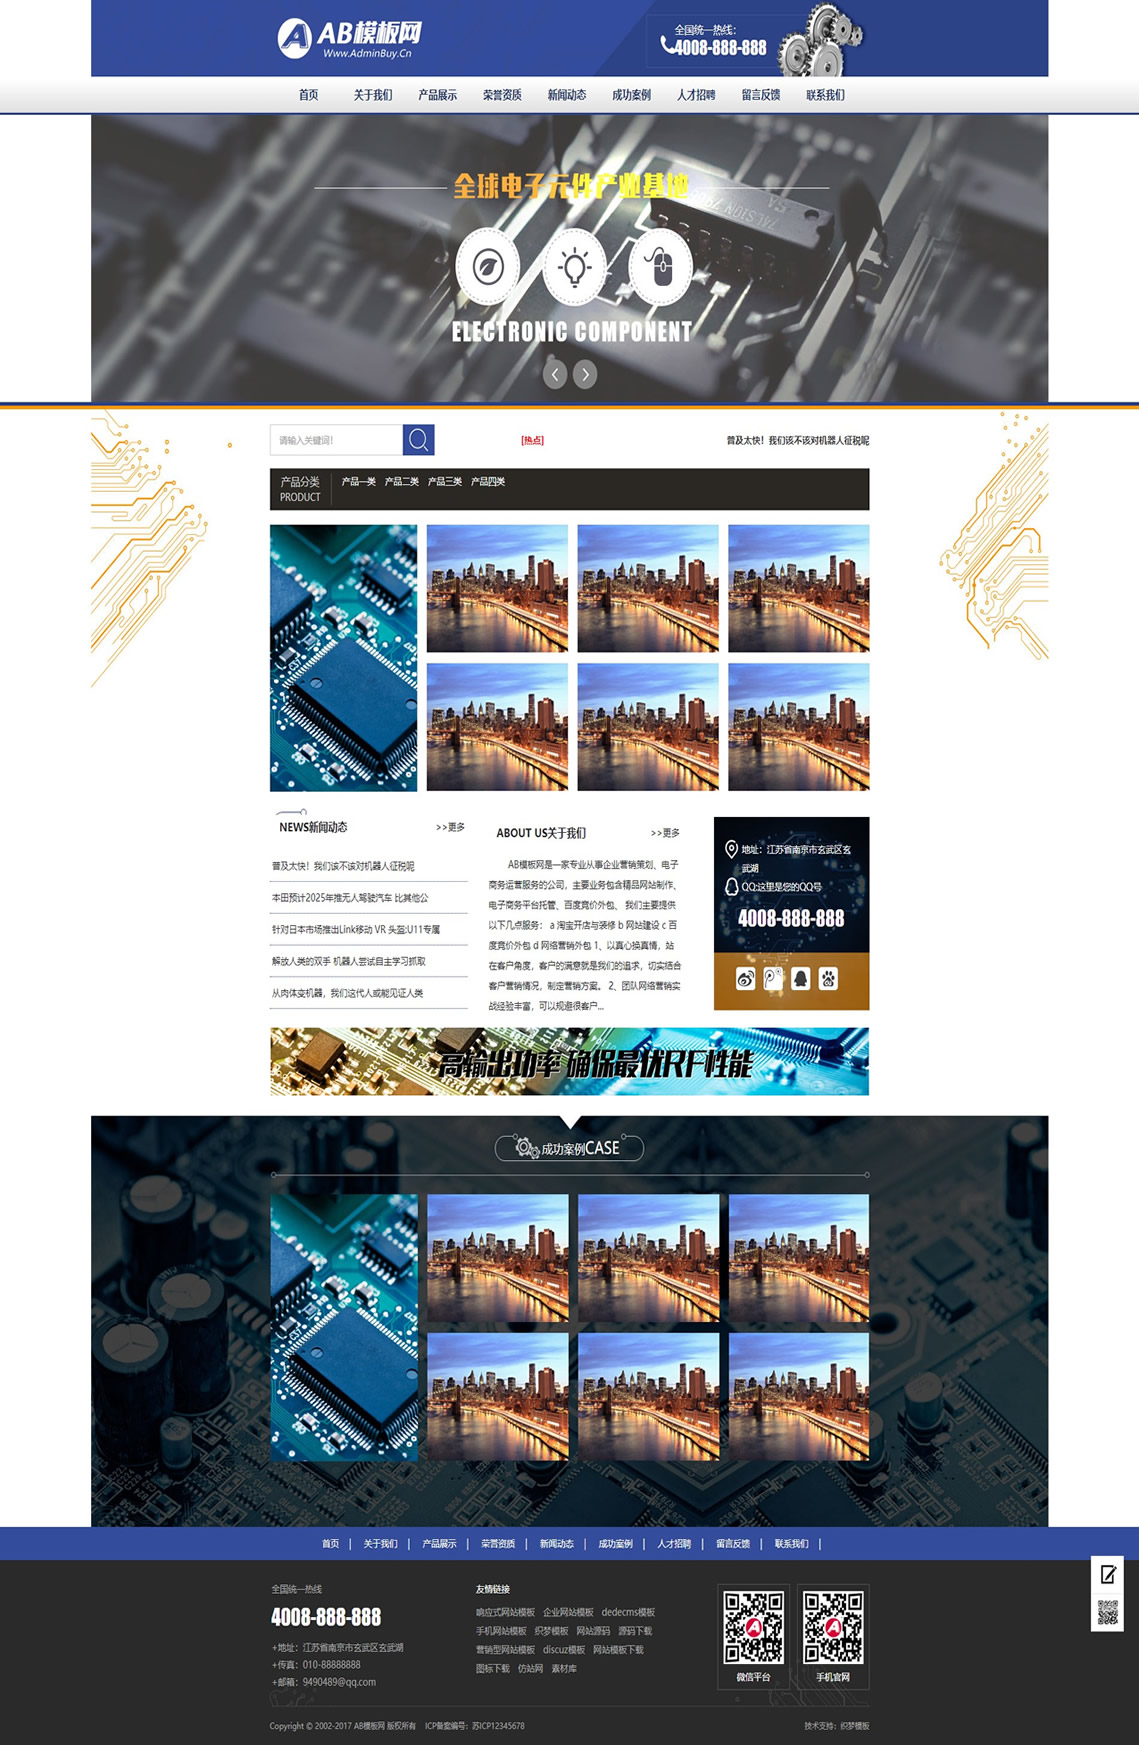 AB模板网
Www.AdminBuy.Cn
全国统一热线：
4008-888-888
首页 关于我们 产品展示 荣誉资质 新闻动态 成功案例 人才招聘 留言反馈 联系我们
全球电子元件产业基地
ELECTRONIC COMPONENT
请输入关键词！
[热点]
普及太快！我们该不该对机器人征税呢
产品分类
PRODUCT
产品一类 产品二类 产品三类 产品四类
NEWS新闻动态 >>更多
普及太快！我们该不该对机器人征税呢
本田预计2025年推无人驾驶汽车 比其他公
针对日本市场推出Link移动 VR 头盔:U11专属
解放人类的双手 机器人尝试自主学习抓取
从肉体变机器，我们这代人或能见证人类
ABOUT US关于我们 >>更多
AB模板网是一家专业从事企业营销策划、电子
商务运营服务的公司，主要业务包含精品网站制作、
电子商务平台托管、百度竞价外包、 我们主要提供
以下几点服务： a 淘宝开店与装修 b 网站建设 c 百
度竞价外包 d 网络营销外包 1、以真心换真情，站
在客户角度，客户的满意就是我们的追求，切实结合
客户营销情况，制定营销方案。 2、团队网络营销实
战经验丰富，可以规避很客户...
地址：江苏省南京市玄武区玄
武湖
QQ:这里是您的QQ号
4008-888-888
高输出功率 确保最优RF性能
成功案例CASE
首页 | 关于我们 | 产品展示 | 荣誉资质 | 新闻动态 | 成功案例 | 人才招聘 | 留言反馈 | 联系我们 |
全国统一热线
4008-888-888
+地址：江苏省南京市玄武区玄武湖
+传真：010-88888888
+邮箱：9490489@qq.com
友情链接
响应式网站模板 企业网站模板 dedecms模板
手机网站模板 织梦模板 网站源码 源码下载
营销型网站模板 discuz模板 网站模板下载
图标下载 仿站网 素材库
微信平台
手机官网
Copyright © 2002-2017 AB模板网 版权所有 ICP备案编号：苏ICP12345678
技术支持：织梦模板